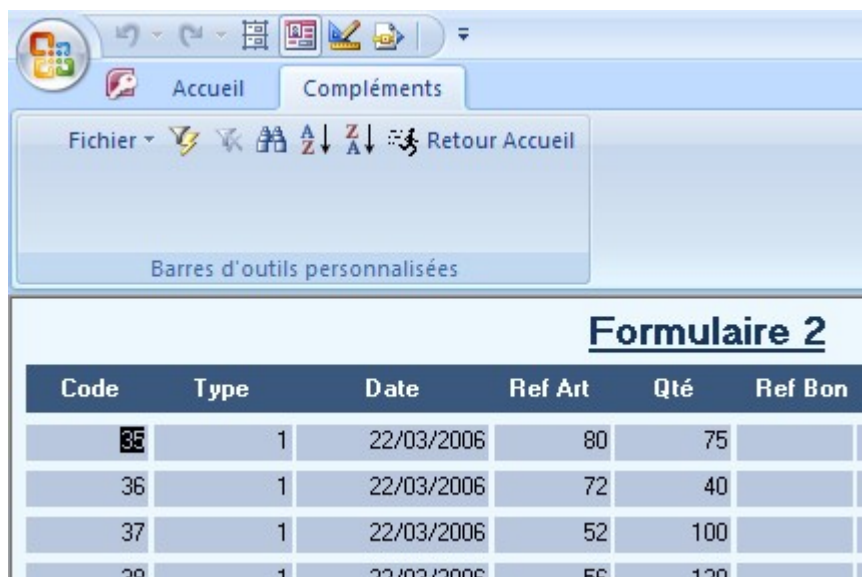 Accueil Compléments
Fichier A Z Z A Retour Accueil
Barres d'outils personnalisées
Formulaire 2
Code Type Date Ref Art Qté Ref Bon
35 1 22/03/2006 80 75
36 1 22/03/2006 72 40
37 1 22/03/2006 52 100